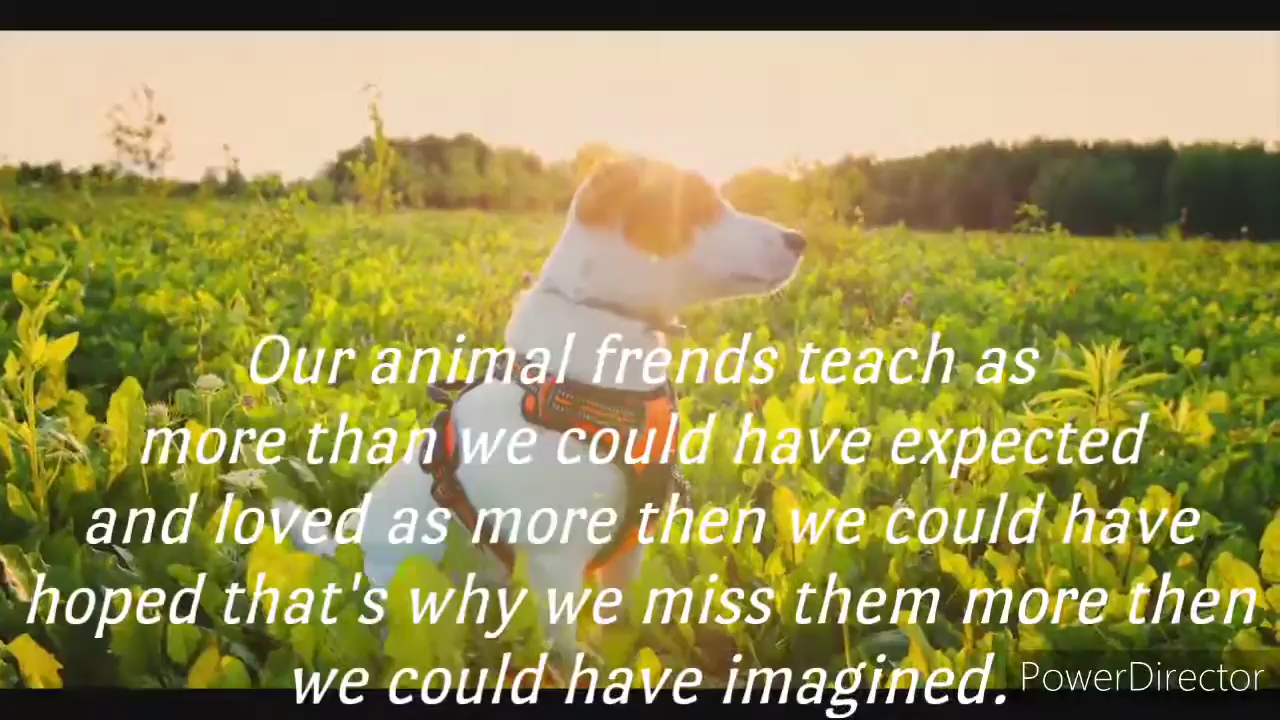 Our animal frends teach as
more than we could have expected
and loved as more then we could have
hoped that's why we miss them more then
we could have imagined.
PowerDirector